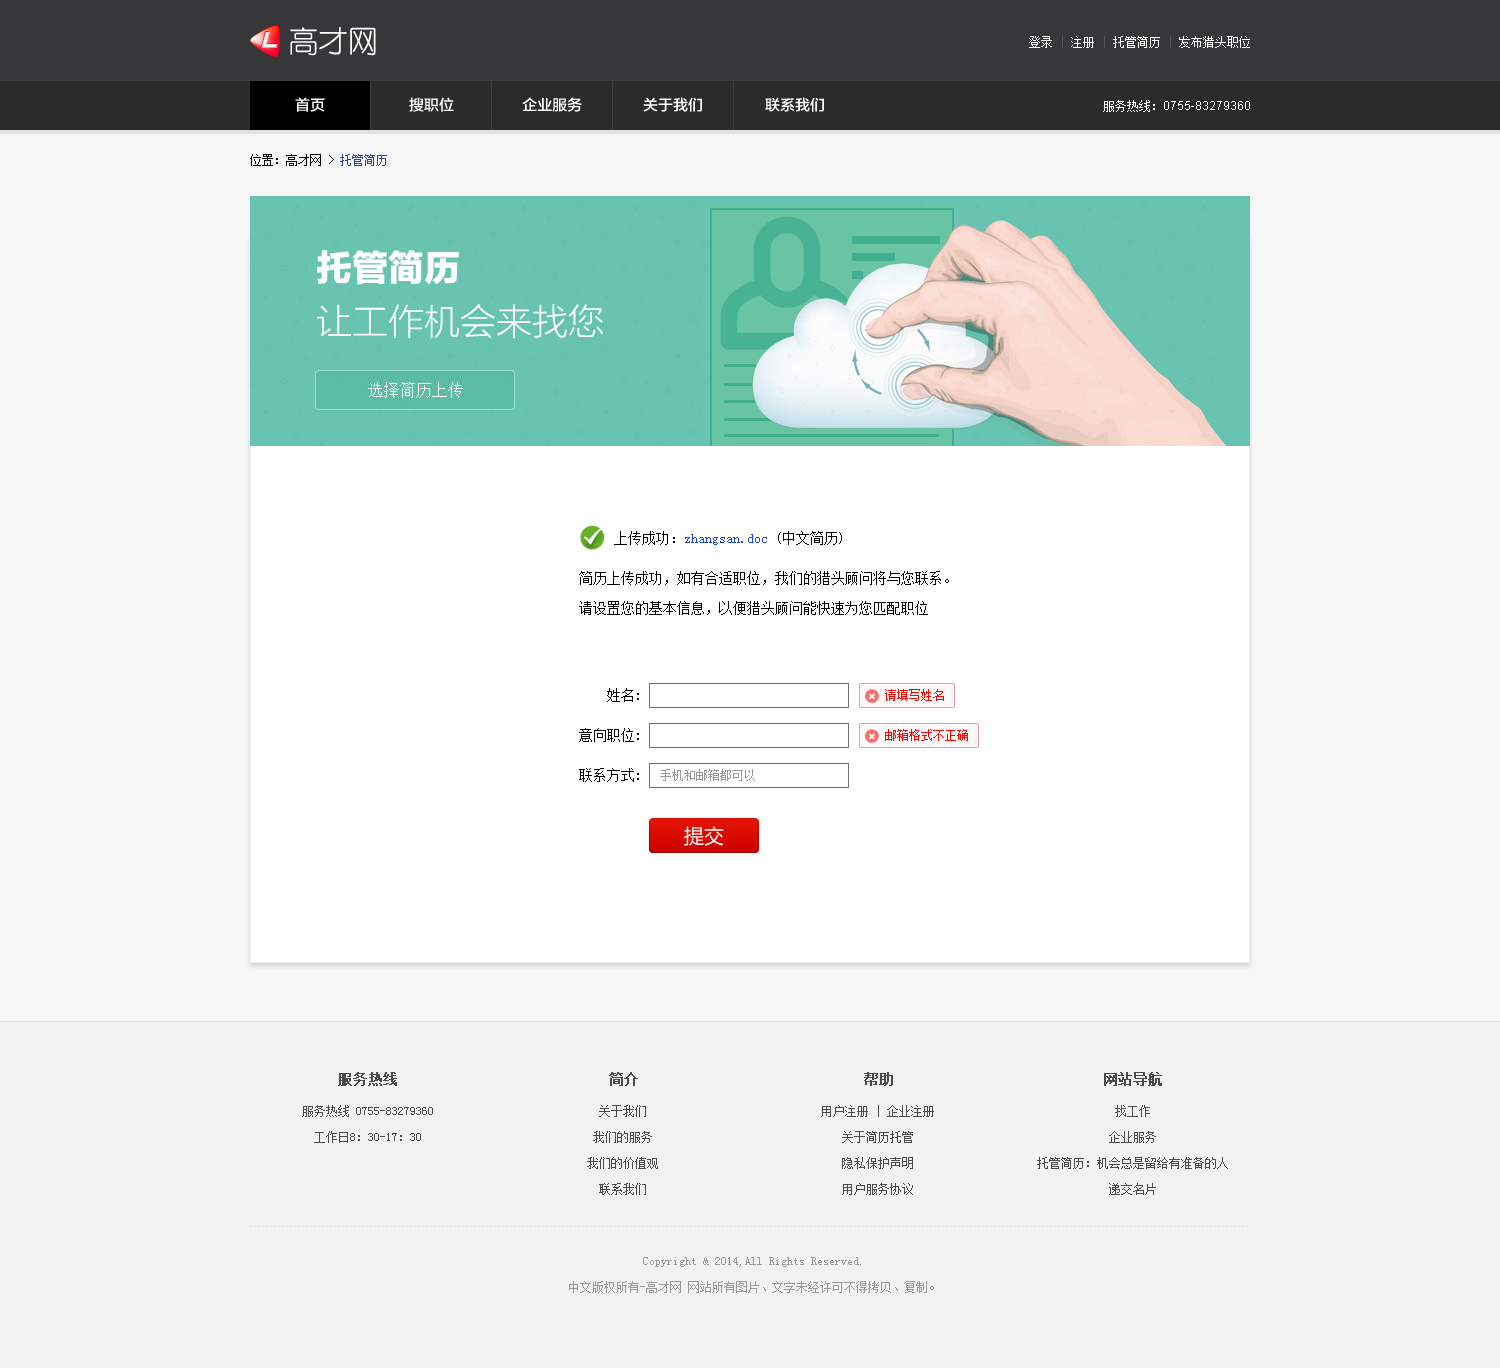 高才网
登录 | 注册 | 托管简历 | 发布猎头职位
首页 搜职位 企业服务 关于我们 联系我们 服务热线：0755-83279360
位置：高才网 > 托管简历
托管简历
让工作机会来找您
选择简历上传
上传成功：zhangsan.doc (中文简历)
简历上传成功，如有合适职位，我们的猎头顾问将与您联系。
请设置您的基本信息，以便猎头顾问能快速为您匹配职位
姓名： 请填写姓名
意向职位： 邮箱格式不正确
联系方式： 手机和邮箱都可以
提交
服务热线 简介 帮助 网站导航
服务热线 0755-83279360 关于我们 用户注册 | 企业注册 找工作
工作日8：30-17：30 我们的服务 关于简历托管 企业服务
我们的价值观 隐私保护声明 托管简历：机会总是留给有准备的人
联系我们 用户服务协议 递交名片
Copyright & 2014,All Rights Reserved.
中文版权所有-高才网 网站所有图片、文字未经许可不得拷贝、复制。